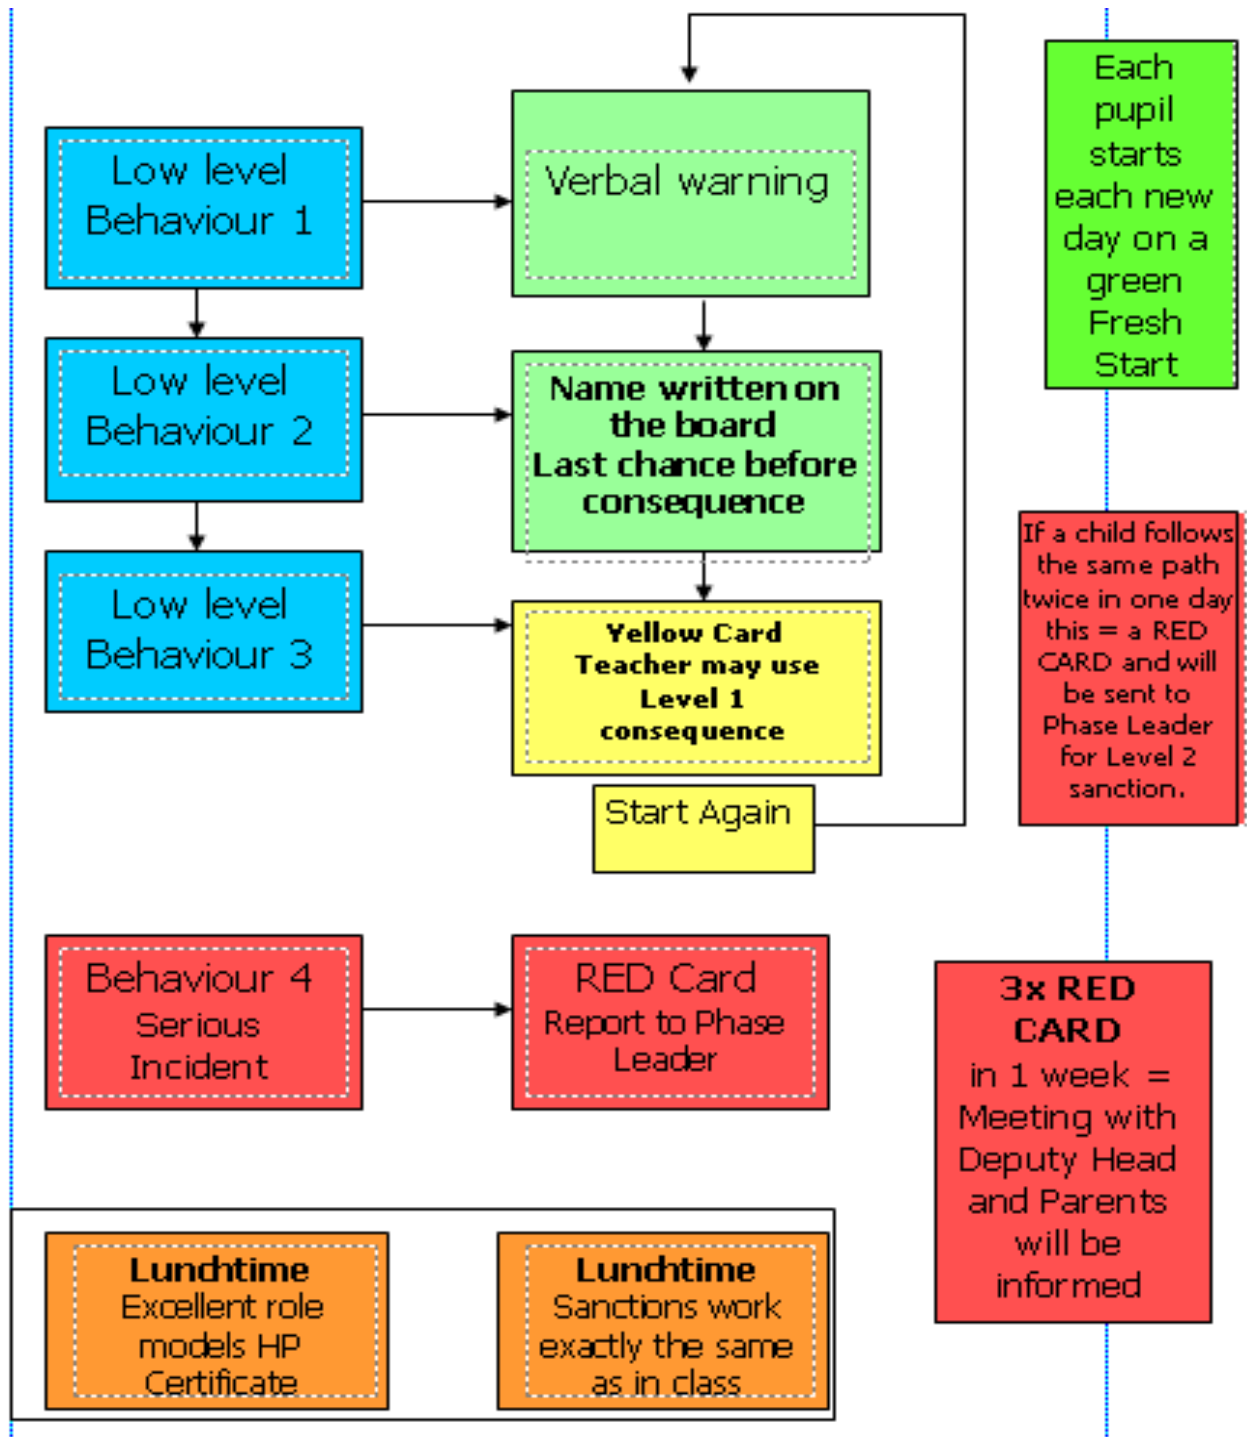 Low level
Behaviour 1
Verbal warning
Low level
Behaviour 2
Name written on
the board
Last chance before
consequence
Low level
Behaviour 3
Yellow Card
Teacher may use
Level 1
consequence
Start Again
Behaviour 4
Serious
Incident
RED Card
Report to Phase
Leader
Lunchtime
Excellent role
models HP
Certificate
Lunchtime
Sanctions work
exactly the same
as in class
Each
pupil
starts
each new
day on a
green
Fresh
Start
If a child follows
the same path
twice in one day
this = a RED
CARD and will
be sent to
Phase Leader
for Level 2
sanction.
3x RED
CARD
in 1 week =
Meeting with
Deputy Head
and Parents
will be
informed